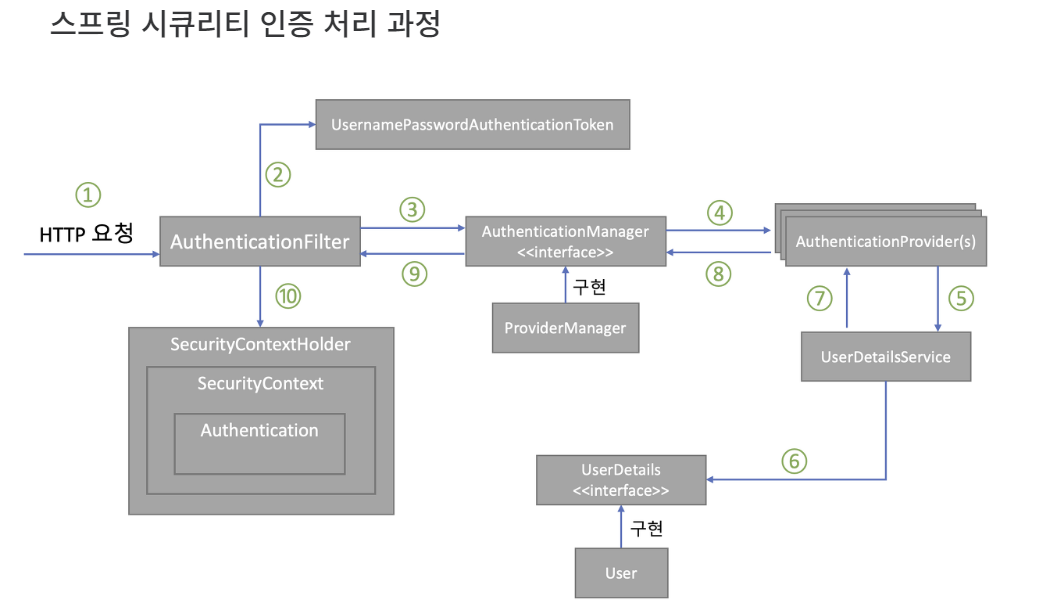 스프링 시큐리티 인증 처리 과정
UsernamePasswordAuthenticationToken
①
②
HTTP 요청
AuthenticationFilter
③
⑨
AuthenticationManager
<<interface>>
④
⑧
AuthenticationProvider(s)
구현
ProviderManager
⑦
⑤
UserDetailsService
⑩
SecurityContextHolder
SecurityContext
Authentication
⑥
UserDetails
<<interface>>
구현
User